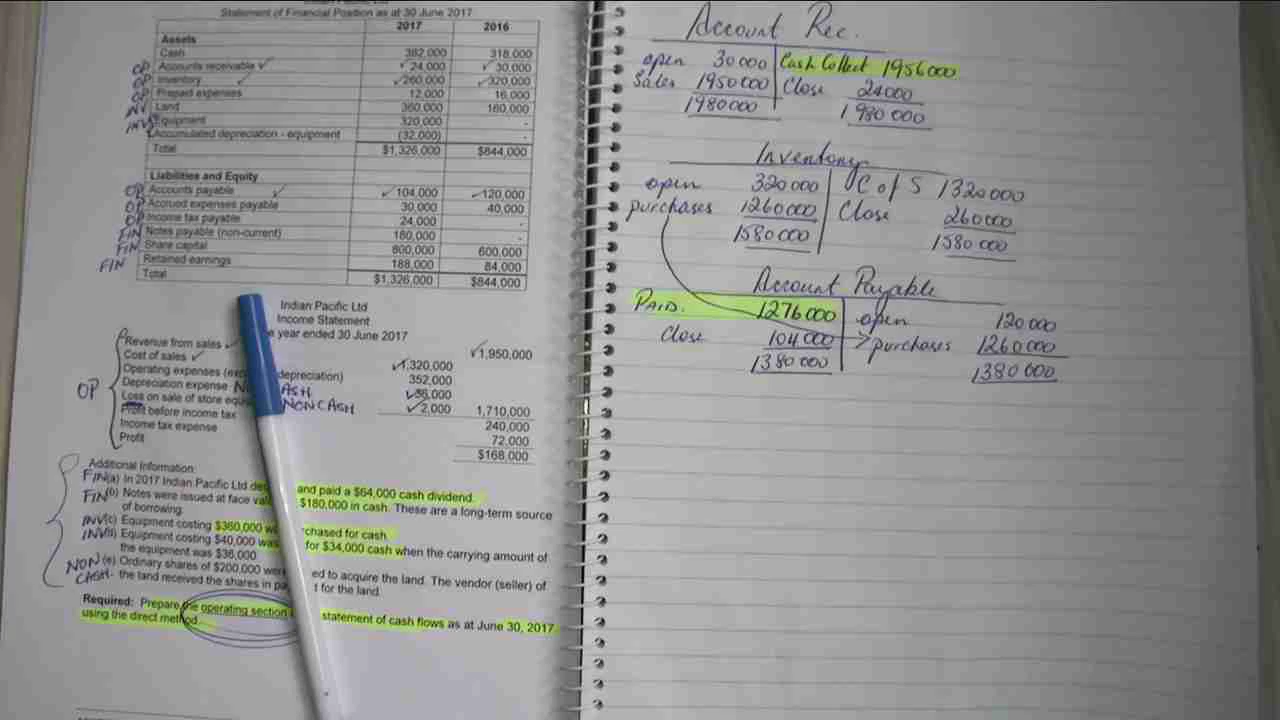 Statement of Financial Position as at 30 June 2017
2017 2016
Assets
Cash 382,000 318,000
OP Accounts receivable ✓ ✓ 24,000 ✓ 30,000
OP Inventory ✓ ✓ 260,000 ✓ 320,000
OP Prepaid expenses 12,000 16,000
INV Land 360,000 160,000
INV Equipment 320,000 -
Accumulated depreciation - equipment (32,000) -
Total $1,326,000 $844,000
Liabilities and Equity
OP Accounts payable ✓ ✓ 104,000 ✓ 120,000
OP Accrued expenses payable 30,000 40,000
OP Income tax payable 24,000 -
FIN Notes payable (non-current) 180,000 -
FIN Share capital 800,000 600,000
FIN Retained earnings 188,000 84,000
Total $1,326,000 $844,000
Indian Pacific Ltd
Income Statement
year ended 30 June 2017
Revenue from sales ✓ ✓ 1,950,000
Cost of sales ✓ ✓ 1,320,000
Operating expenses depreciation) 352,000
OP Depreciation expense ASH ✓ 36,000
Loss on sale of store NON CASH ✓ 2,000 1,710,000
Profit before income tax 240,000
Income tax expense 72,000
Profit $168,000
Additional Information:
FIN (a) In 2017 Indian Pacific Ltd and paid a $64,000 cash dividend.
FIN (b) Notes were issued at face $180,000 in cash. These are a long-term source
of borrowing.
INV (c) Equipment costing $360,000 chased for cash.
INV (d) Equipment costing $40,000 was for $34,000 cash when the carrying amount of
the equipment was $36,000
NON CASH- (e) Ordinary shares of $200,000 ed to acquire the land. The vendor (seller) of
the land received the shares in t for the land.
Required: Prepare the operating section statement of cash flows as at June 30, 2017
using the direct method.
Account Rec.
open 30000 Cash Collect 1956000
Sales 1950000 Close 24000
1980000 1980000
Inventory
open 320000 C of S 1320000
purchases 1260000 Close 260000
1580000 1580000
Account Payable
PAID. 1276000 open 120000
Close 104000 purchases 1260000
1380000 1380000